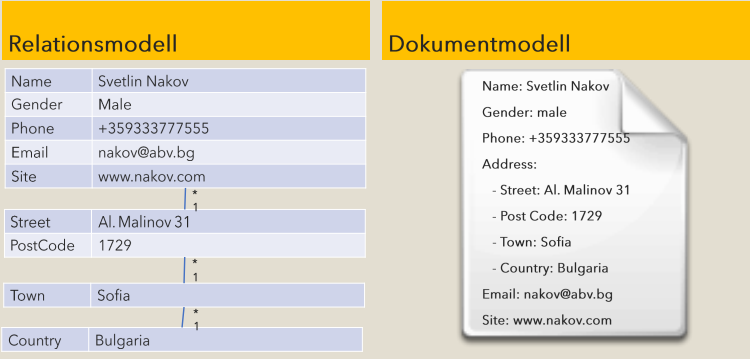 Relationsmodell
Name Svetlin Nakov
Gender Male
Phone +359333777555
Email nakov@abv.bg
Site www.nakov.com
*
1
Street Al. Malinov 31
PostCode 1729
*
1
Town Sofia
*
1
Country Bulgaria
Dokumentmodell
Name: Svetlin Nakov
Gender: male
Phone: +359333777555
Address:
- Street: Al. Malinov 31
- Post Code: 1729
- Town: Sofia
- Country: Bulgaria
Email: nakov@abv.bg
Site: www.nakov.com